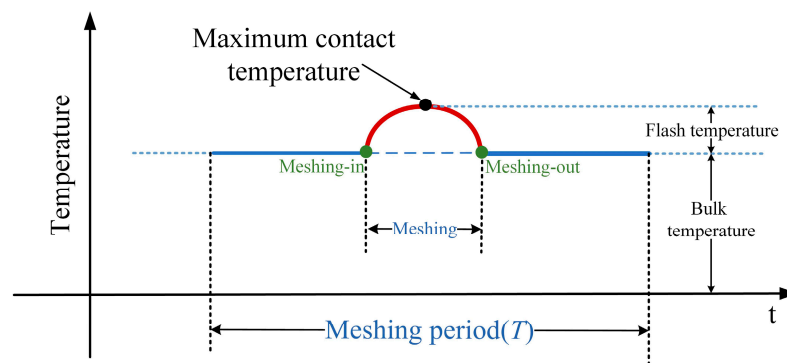 Maximum contact
temperature
Temperature
Flash temperature
Meshing-in
Meshing-out
Bulk
temperature
Meshing
t
Meshing period(T)